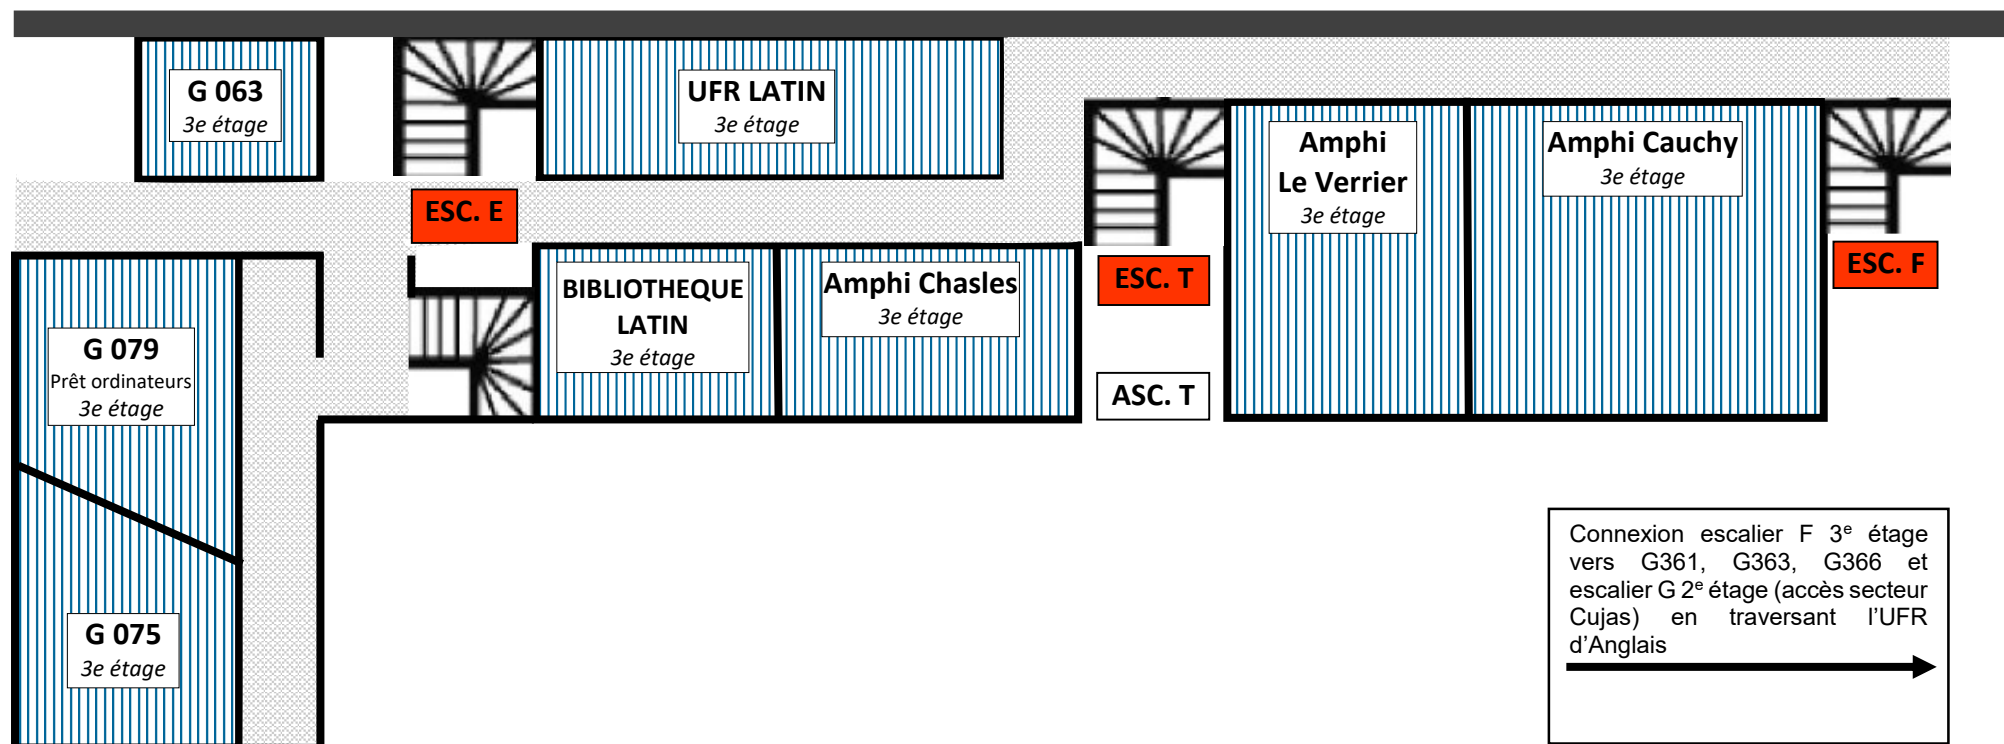 G 063
3e étage
UFR LATIN
3e étage
Amphi
Le Verrier
3e étage
Amphi Cauchy
3e étage
ESC. E
ESC. T
ESC. F
BIBLIOTHEQUE
LATIN
3e étage
Amphi Chasles
3e étage
G 079
Prêt ordinateurs
3e étage
ASC. T
G 075
3e étage
Connexion escalier F 3e étage
vers G361, G363, G366 et
escalier G 2e étage (accès secteur
Cujas) en traversant l'UFR
d'Anglais